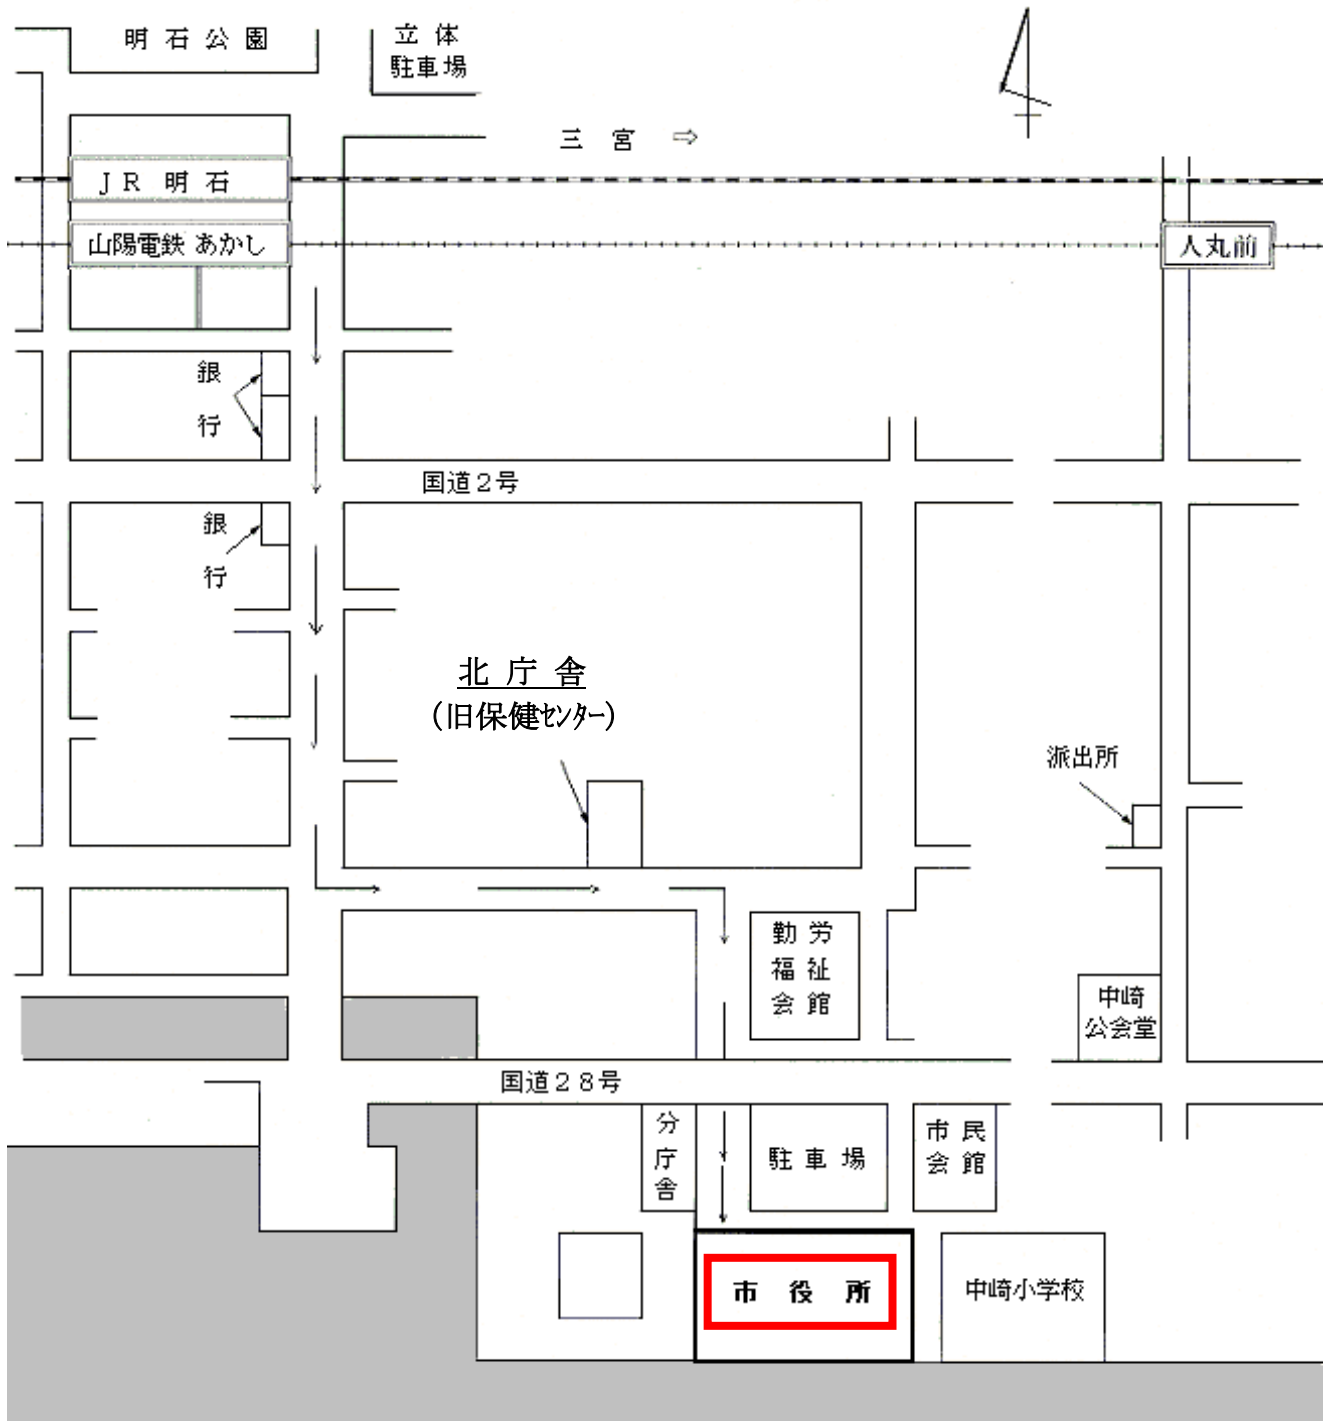 明石公園
立体
駐車場
三宮 ⇨
JR 明石
山陽電鉄 あかし
人丸前
銀
行
国道2号
銀
行
北庁舎
(旧保健センター)
派出所
勤労
福祉
会館
中崎
公会堂
国道28号
分
庁
舎
駐車場
市民
会館
市役所
中崎小学校